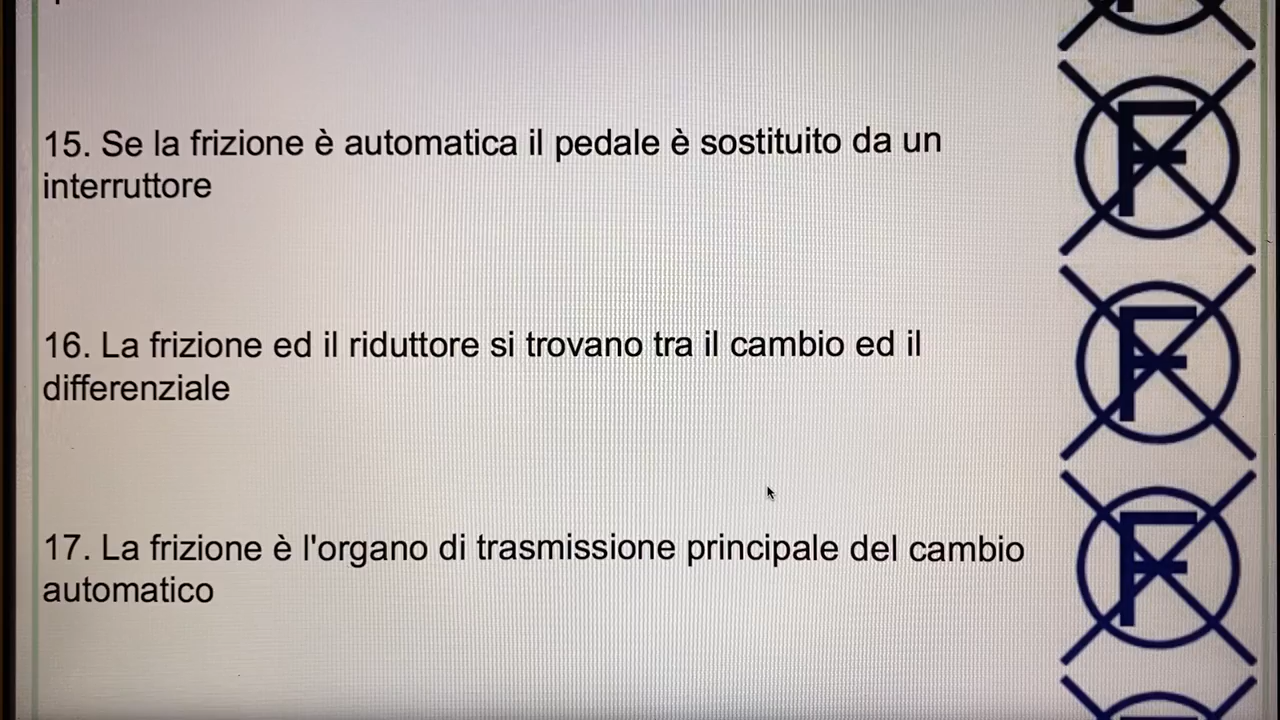 15. Se la frizione è automatica il pedale è sostituito da un
interruttore
F
16. La frizione ed il riduttore si trovano tra il cambio ed il
differenziale
F
17. La frizione è l'organo di trasmissione principale del cambio
automatico
F